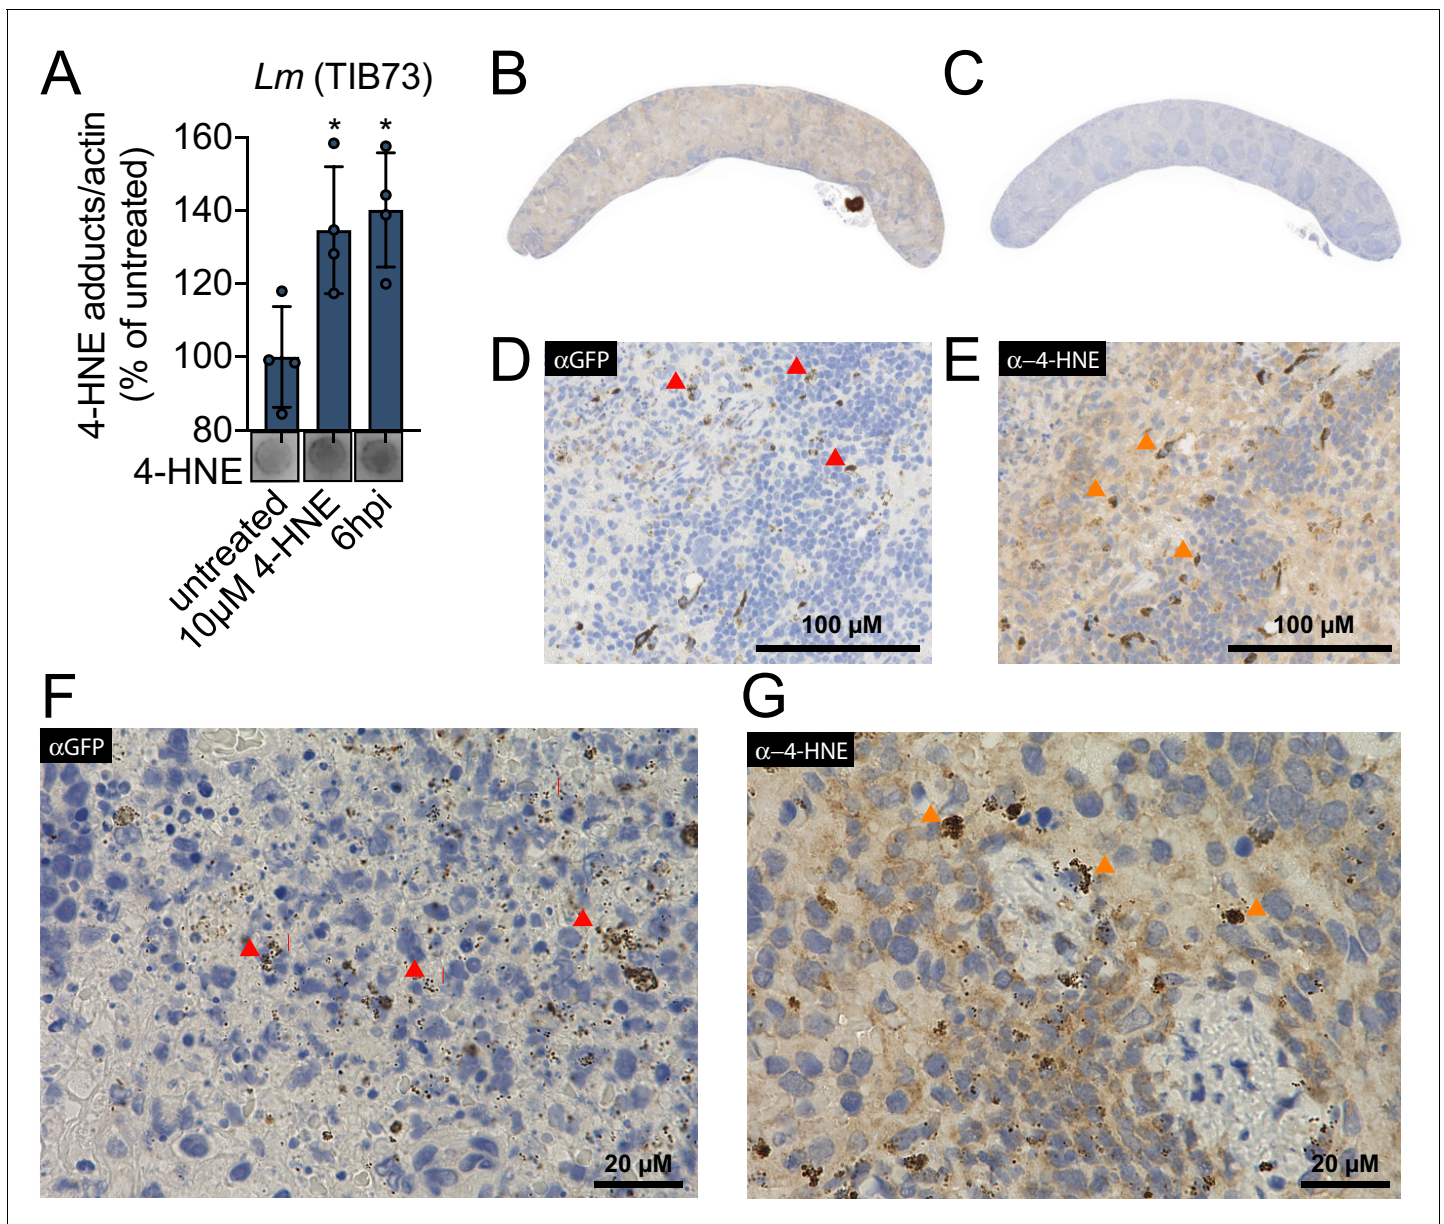 A
Lm (TIB73)
4-HNE adducts/actin
(% of untreated)
160
140
120
100
80
*
*
4-HNE
untreated
10µM 4-HNE
6hpi
B
C
D
αGFP
100 µM
E
α–4-HNE
100 µM
F
αGFP
20 µM
G
α–4-HNE
20 µM